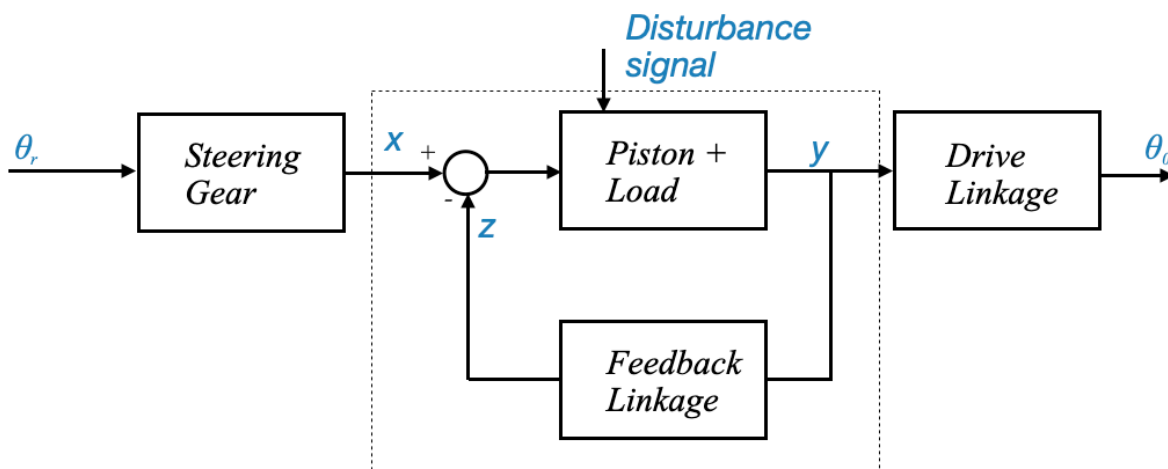 Disturbance
signal
θr
Steering
Gear
x
+
-
z
Piston +
Load
y
Drive
Linkage
θ0
Feedback
Linkage